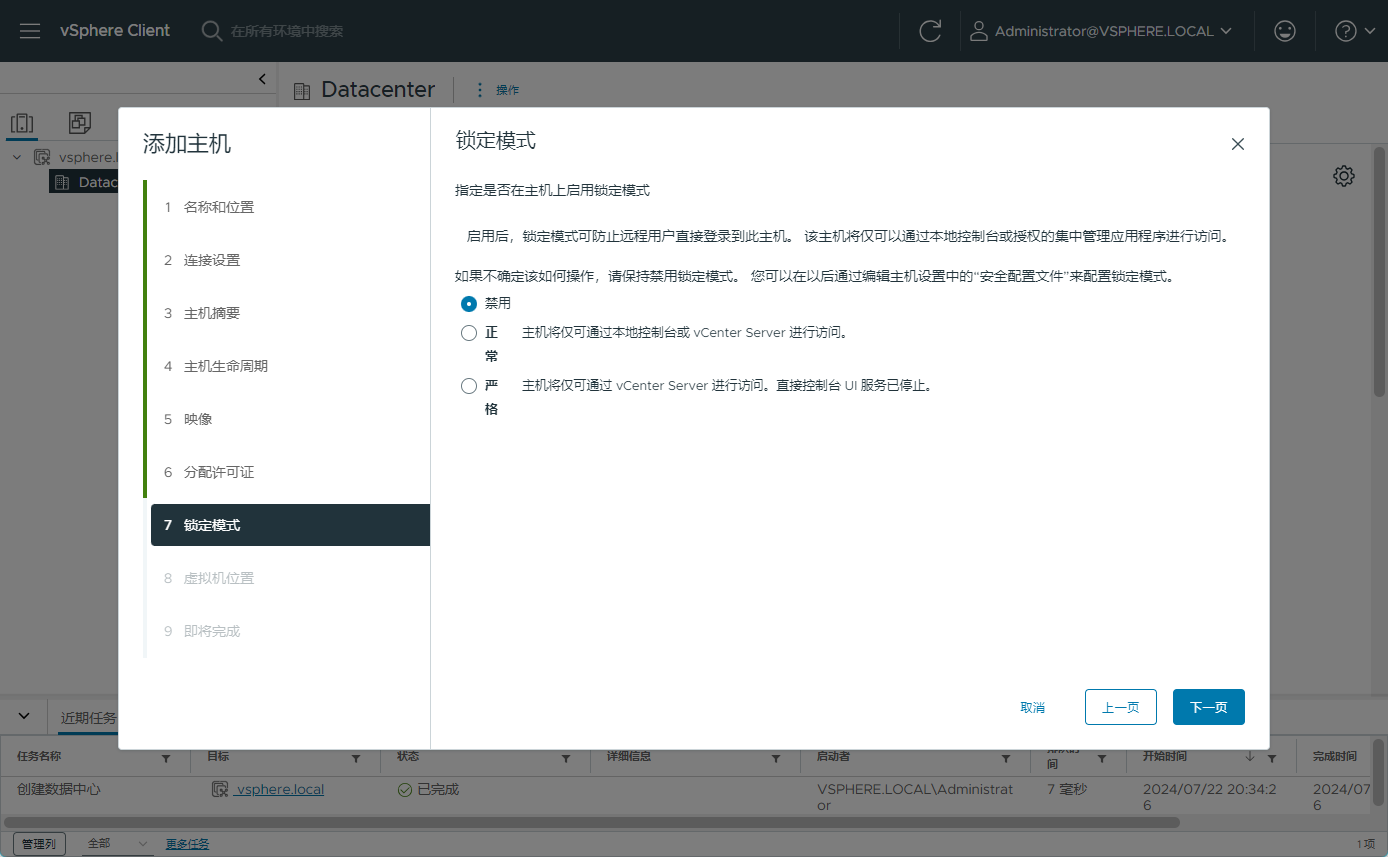 vSphere Client
在所有环境中搜索
Administrator@VSPHERE.LOCAL
Datacenter
操作
vsphere.l
Datac
添加主机
1 名称和位置
2 连接设置
3 主机摘要
4 主机生命周期
5 映像
6 分配许可证
7 锁定模式
8 虚拟机位置
9 即将完成
锁定模式
指定是否在主机上启用锁定模式
启用后，锁定模式可防止远程用户直接登录到此主机。 该主机将仅可以通过本地控制台或授权的集中管理应用程序进行访问。
如果不确定该如何操作，请保持禁用锁定模式。 您可以在以后通过编辑主机设置中的“安全配置文件”来配置锁定模式。
禁用
正 主机将仅可通过本地控制台或 vCenter Server 进行访问。
常
严 主机将仅可通过 vCenter Server 进行访问。直接控制台 UI 服务已停止。
格
取消 上一页 下一页
近期任务
任务名称 目标 状态 详细信息 启动者 开始时间 完成时间
间
创建数据中心 vsphere.local 已完成 VSPHERE.LOCAL\Administrat 7 毫秒 2024/07/22 20:34:2 2024/07
or 6 6
管理列 全部 更多任务 1 项